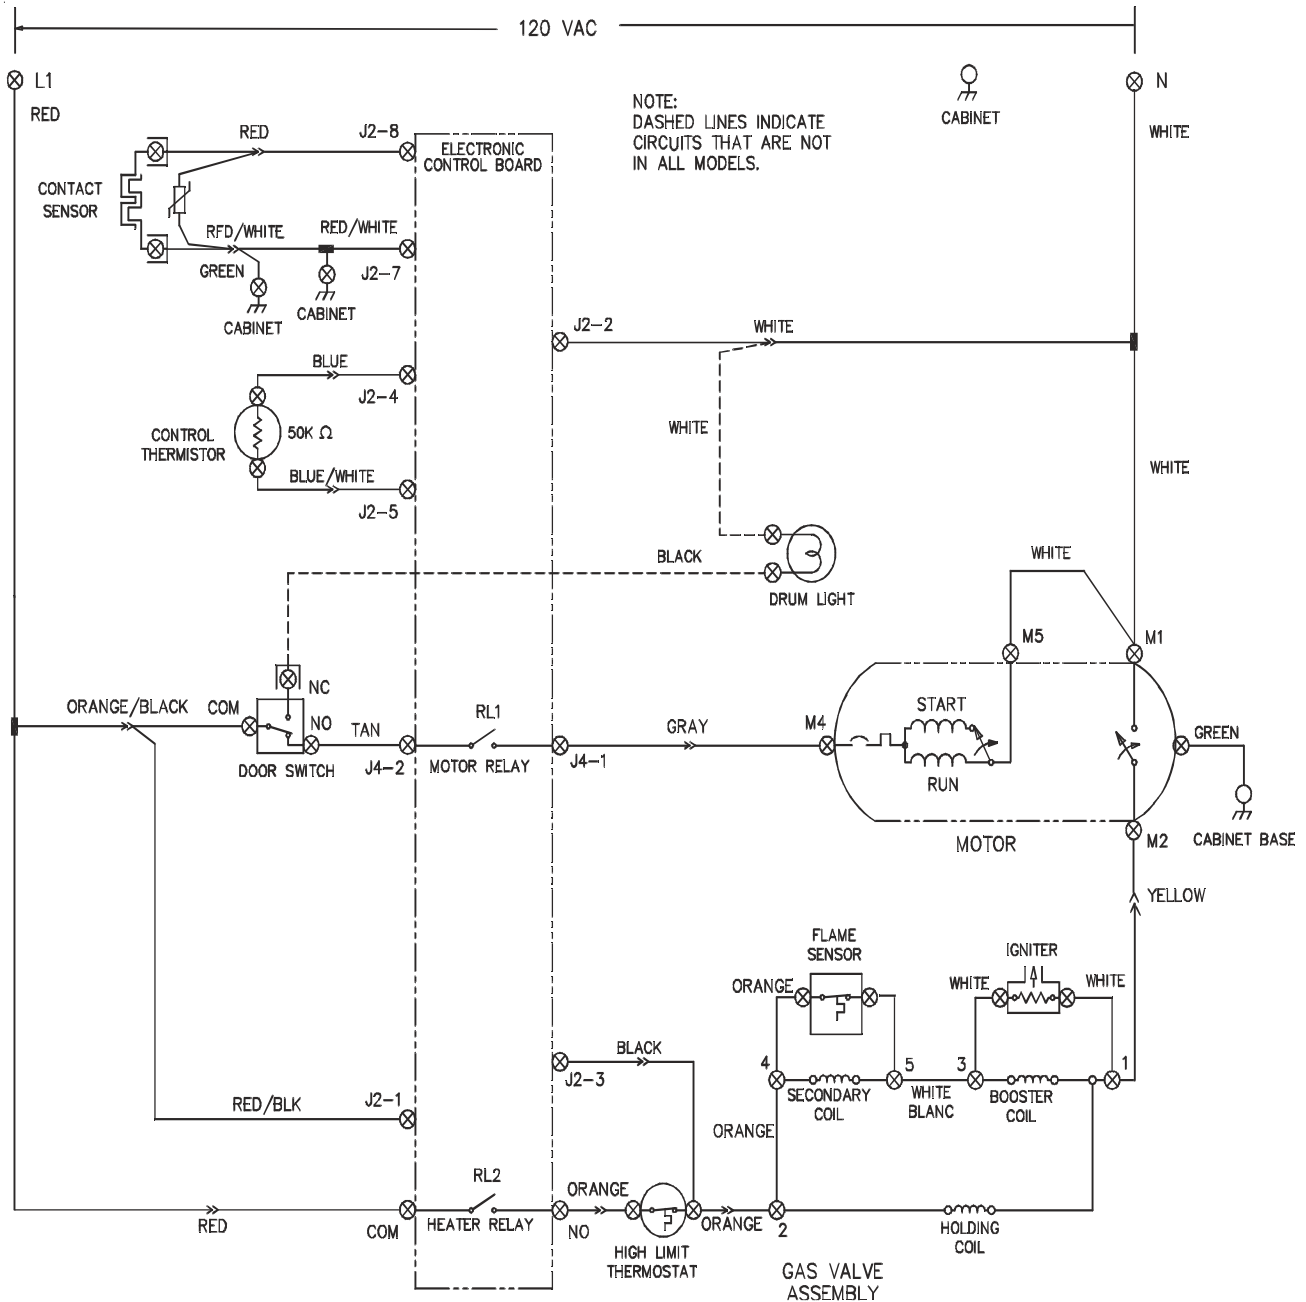 120 VAC
L1
RED
N
WHITE
CABINET
NOTE:
DASHED LINES INDICATE
CIRCUITS THAT ARE NOT
IN ALL MODELS.
RED
J2-8
ELECTRONIC
CONTROL BOARD
CONTACT
SENSOR
RFD/WHITE
RED/WHITE
GREEN
J2-7
CABINET
CABINET
J2-2
WHITE
BLUE
J2-4
CONTROL
THERMISTOR
50K Ω
WHITE
WHITE
BLUE/WHITE
J2-5
BLACK
WHITE
DRUM LIGHT
M5
M1
ORANGE/BLACK
COM
NC
NO
TAN
DOOR SWITCH
J4-2
RL1
MOTOR RELAY
J4-1
GRAY
M4
START
RUN
GREEN
MOTOR
M2
CABINET BASE
YELLOW
FLAME
SENSOR
IGNITER
ORANGE
WHITE
WHITE
BLACK
J2-3
4
5
3
1
SECONDARY
COIL
WHITE
BLANC
BOOSTER
COIL
RED/BLK
J2-1
ORANGE
RL2
ORANGE
RED
COM
HEATER RELAY
NO
ORANGE
2
HIGH LIMIT
THERMOSTAT
HOLDING
COIL
GAS VALVE
ASSEMBLY